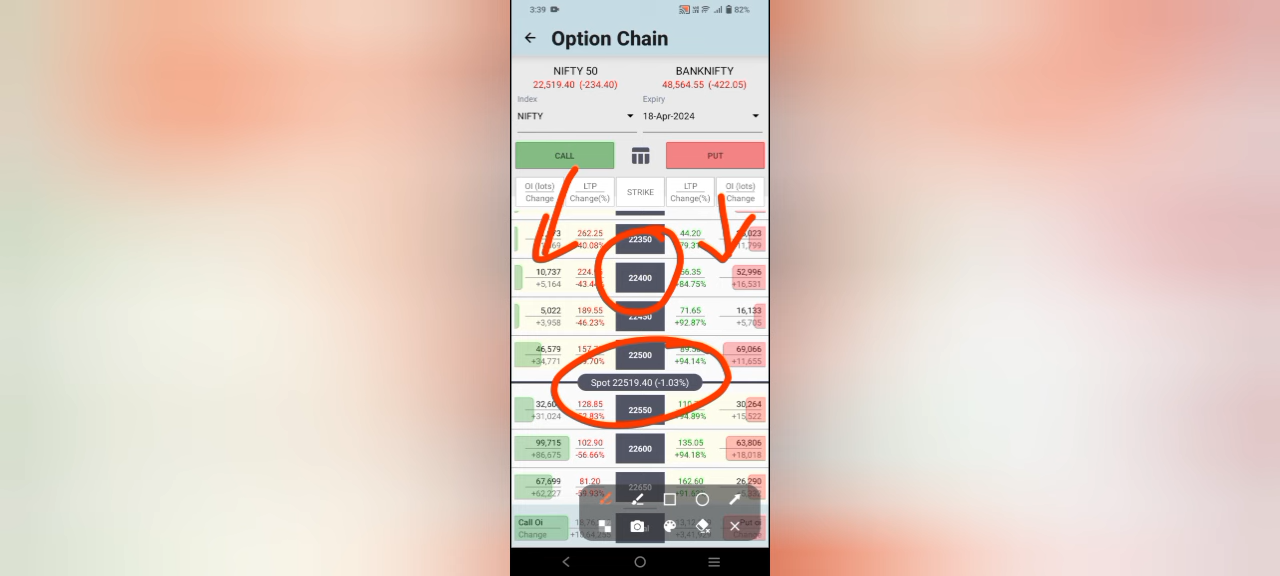 3:39 82%
Option Chain
NIFTY 50 BANKNIFTY
22,519.40 (-234.40) 48,564.55 (-422.05)
Index Expiry
NIFTY 18-Apr-2024
CALL PUT
OI (lots) LTP STRIKE LTP OI (lots)
Change Change(%) Change(%) Change
262.25 22350 44.20
10,737 22400 52,996
+5,164 +84.75% +16,531
5,022 189.55 22450 71.65 16,133
+3,958 -46.23% +92.87%
46,579 22500 69,066
+34,771 +94.14% +11,655
Spot 22519.40 (-1.03%)
128.85 22550 30,264
+31,024 +15,522
99,715 102.90 22600 135.05 63,806
+86,675 -56.66% +94.18% +18,018
67,699 81.20 22650 162.60 26,290
+62,227
Call Oi Put oi
Change